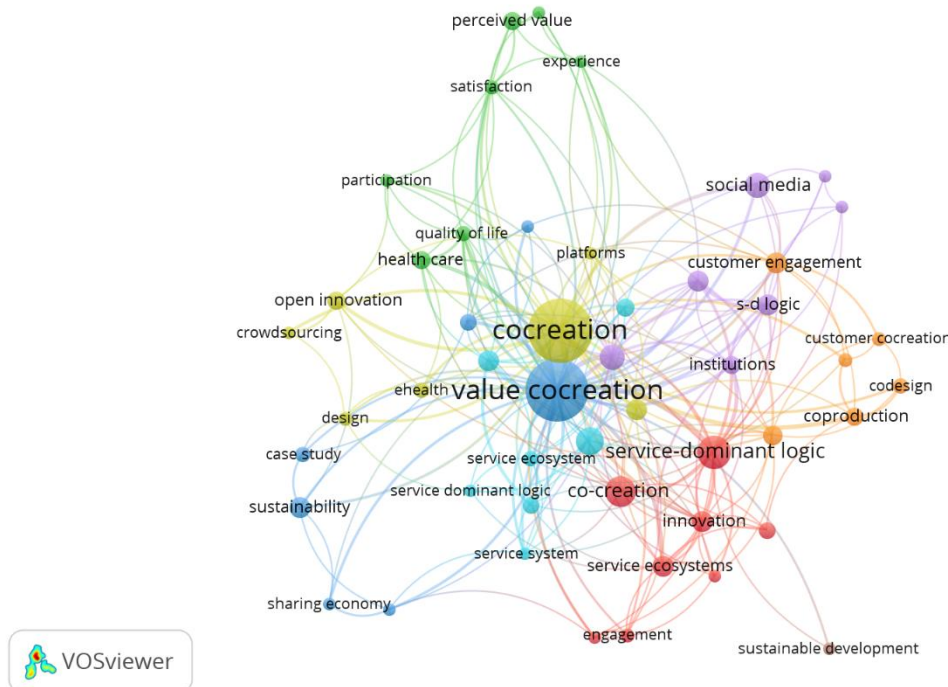 perceived value
experience
satisfaction
participation
social media
quality of life
platforms
health care
customer engagement
open innovation
s-d logic
cocreation
crowdsourcing
customer cocreation
institutions
value cocreation
ehealth
codesign
design
coproduction
case study
service ecosystem
service-dominant logic
service dominant logic
co-creation
sustainability
innovation
service system
service ecosystems
sharing economy
engagement
sustainable development
VOSviewer